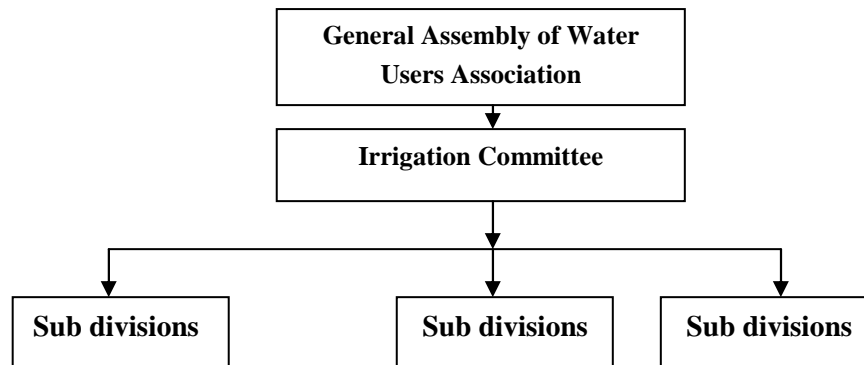 General Assembly of Water
Users Association
Irrigation Committee
Sub divisions
Sub divisions
Sub divisions